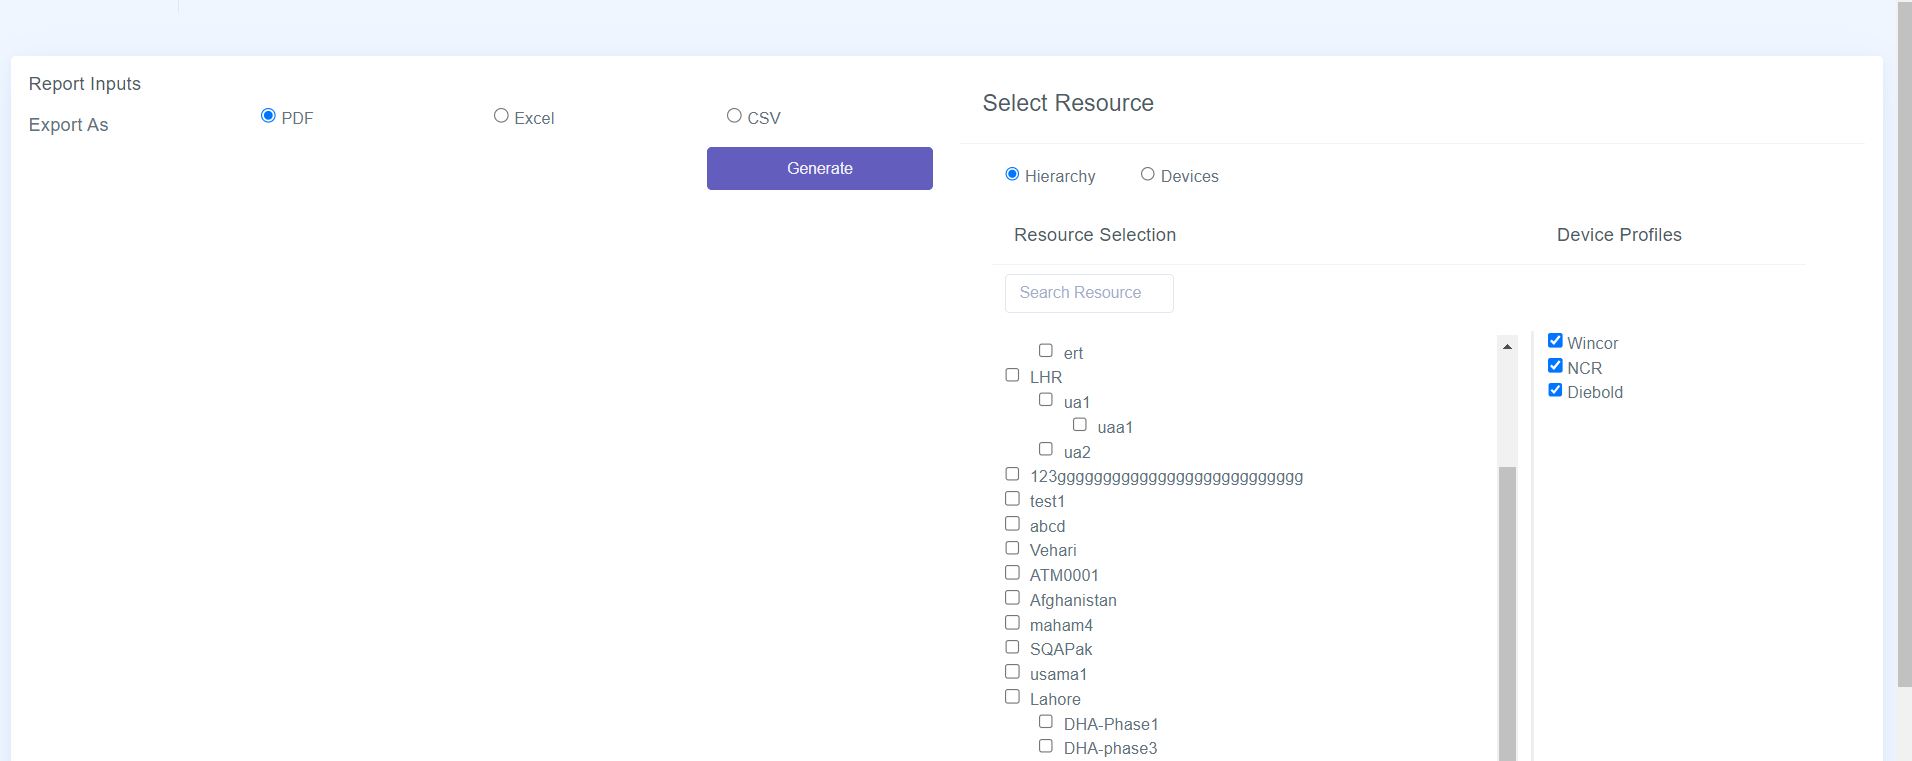 Report Inputs
Export As
PDF
Excel
CSV
Generate
Select Resource
Hierarchy
Devices
Resource Selection
Device Profiles
Search Resource
ert
LHR
ua1
uaa1
ua2
123ggggggggggggggggggggggggggg
test1
abcd
Vehari
ATM0001
Afghanistan
maham4
SQAPak
usama1
Lahore
DHA-Phase1
DHA-phase3
Wincor
NCR
Diebold